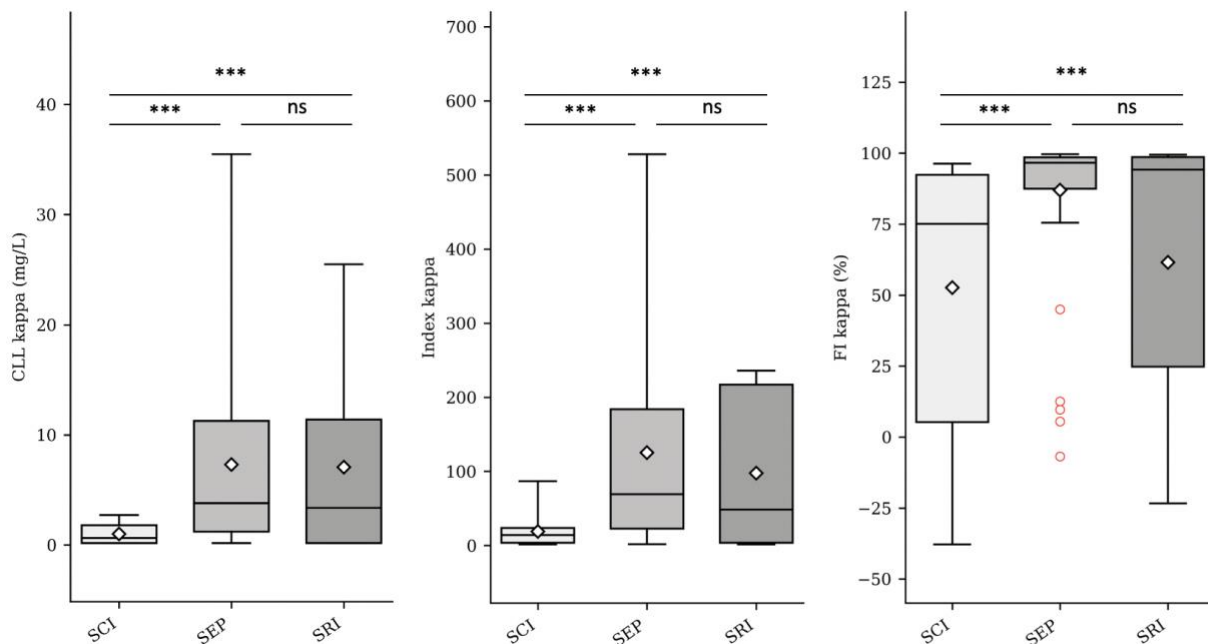 CLL kappa (mg/L)
40
30
20
10
0
***
***
ns
SCI
SEP
SRI
Index kappa
700
600
500
400
300
200
100
0
***
***
ns
SCI
SEP
SRI
FI kappa (%)
125
100
75
50
25
0
−25
−50
***
***
ns
SCI
SEP
SRI